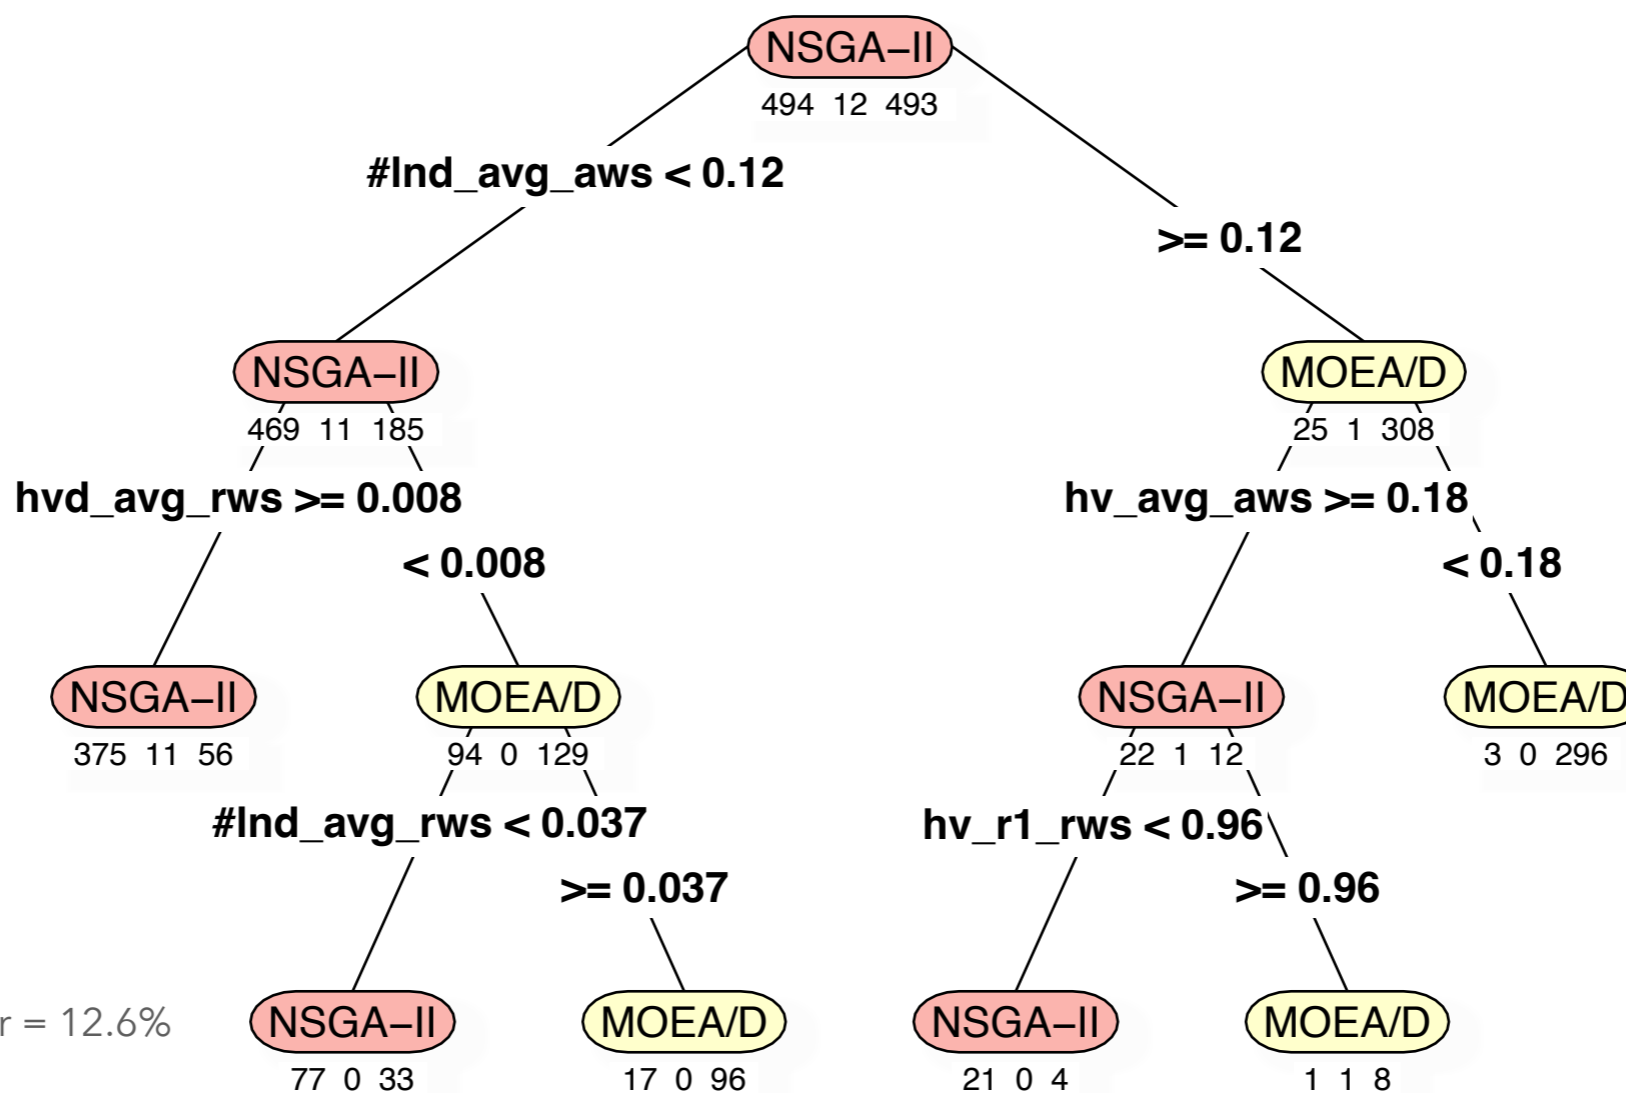 NSGA–II
494 12 493
#lnd_avg_aws < 0.12
>= 0.12
NSGA–II
MOEA/D
469 11 185
25 1 308
hvd_avg_rws >= 0.008
hv_avg_aws >= 0.18
< 0.008
< 0.18
NSGA–II
MOEA/D
NSGA–II
MOEA/D
375 11 56
94 0 129
22 1 12
3 0 296
#lnd_avg_rws < 0.037
hv_r1_rws < 0.96
>= 0.037
>= 0.96
r = 12.6%
NSGA–II
MOEA/D
NSGA–II
MOEA/D
77 0 33
17 0 96
21 0 4
1 1 8